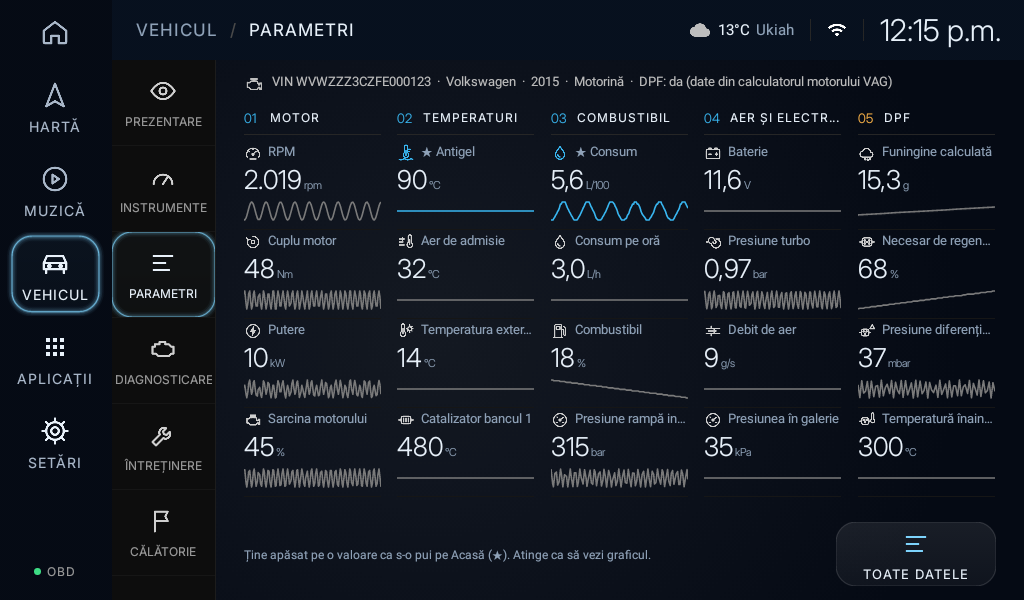 VEHICUL / PARAMETRI
13°C Ukiah
12:15 p.m.
HARTĂ
MUZICĂ
VEHICUL
APLICAȚII
SETĂRI
OBD
PREZENTARE
INSTRUMENTE
PARAMETRI
DIAGNOSTICARE
ÎNTREȚINERE
CĂLĂTORIE
VIN WVWZZZ3CZFE000123 · Volkswagen · 2015 · Motorină · DPF: da (date din calculatorul motorului VAG)
01 MOTOR
RPM
2.019 rpm
Cuplu motor
48 Nm
Putere
10 kW
Sarcina motorului
45 %
02 TEMPERATURI
★ Antigel
90 °C
Aer de admisie
32 °C
Temperatura exter...
14 °C
Catalizator bancul 1
480 °C
03 COMBUSTIBIL
★ Consum
5,6 L/100
Consum pe oră
3,0 L/h
Combustibil
18 %
Presiune rampă in...
315 bar
04 AER ȘI ELECTR...
Baterie
11,6 V
Presiune turbo
0,97 bar
Debit de aer
9 g/s
Presiunea în galerie
35 kPa
05 DPF
Funingine calculată
15,3 g
Necesar de regen...
68 %
Presiune diferenți...
37 mbar
Temperatură înain...
300 °C
Ține apăsat pe o valoare ca s-o pui pe Acasă (★). Atinge ca să vezi graficul.
TOATE DATELE